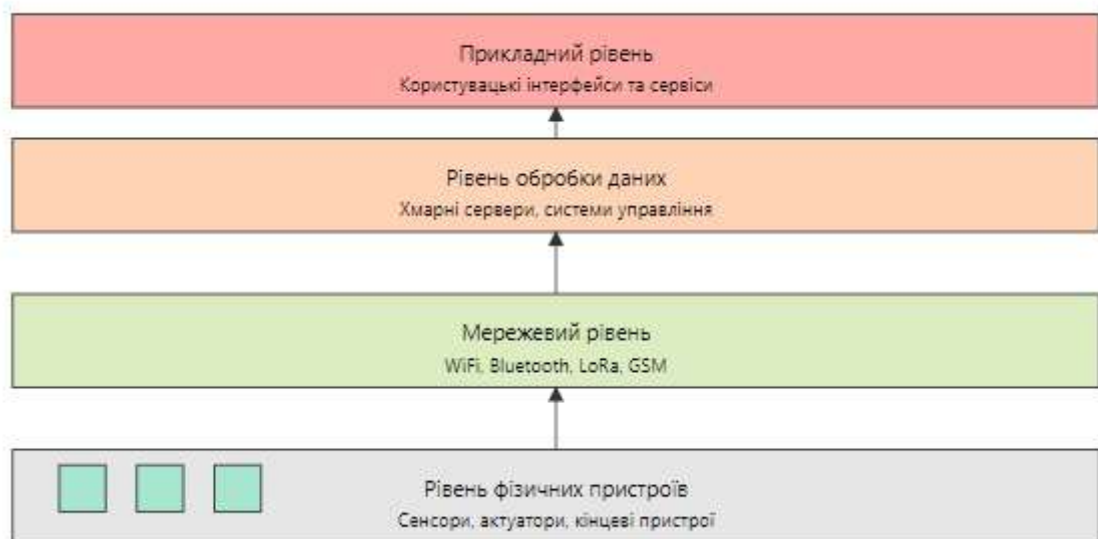 Прикладний рівень
Користувацькі інтерфейси та сервіси
Рівень обробки даних
Хмарні сервери, системи управління
Мережевий рівень
WiFi, Bluetooth, LoRa, GSM
Рівень фізичних пристроїв
Сенсори, актуатори, кінцеві пристрої